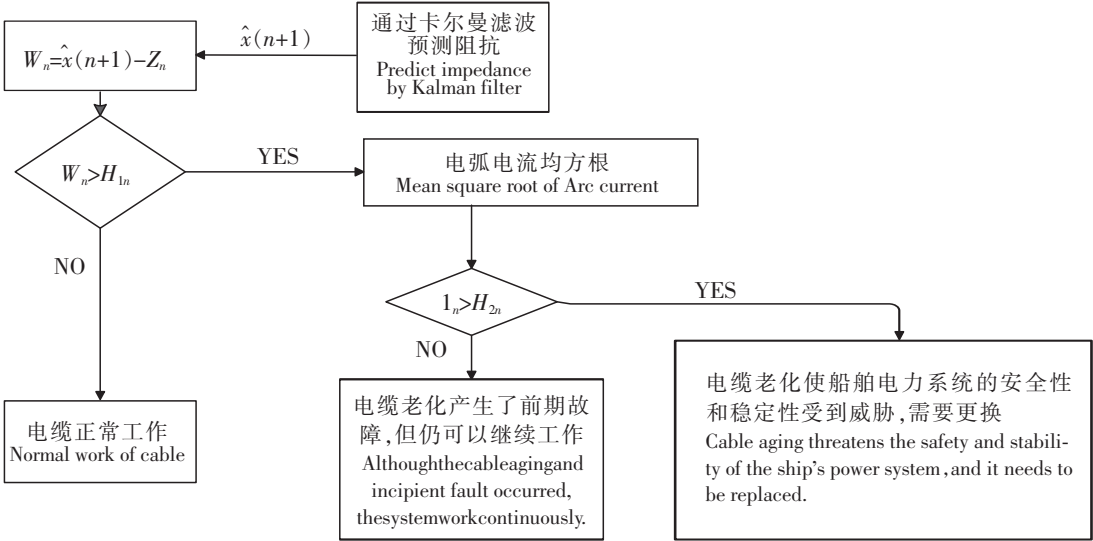 通过卡尔曼滤波
预测阻抗
Predict impedance
by Kalman filter
x̂(n+1)
Wₙ=x̂(n+1)−Zₙ
Wₙ>H₁ₙ
YES
电弧电流均方根
Mean square root of Arc current
NO
1ₙ>H₂ₙ
YES
NO
电缆正常工作
Normal work of cable
电缆老化产生了前期故
障,但仍可以继续工作
Althoughthecableagingand
incipient fault occurred,
thesystemworkcontinuously.
电缆老化使船舶电力系统的安全性
和稳定性受到威胁,需要更换
Cable aging threatens the safety and stabili-
ty of the ship's power system,and it needs to
be replaced.